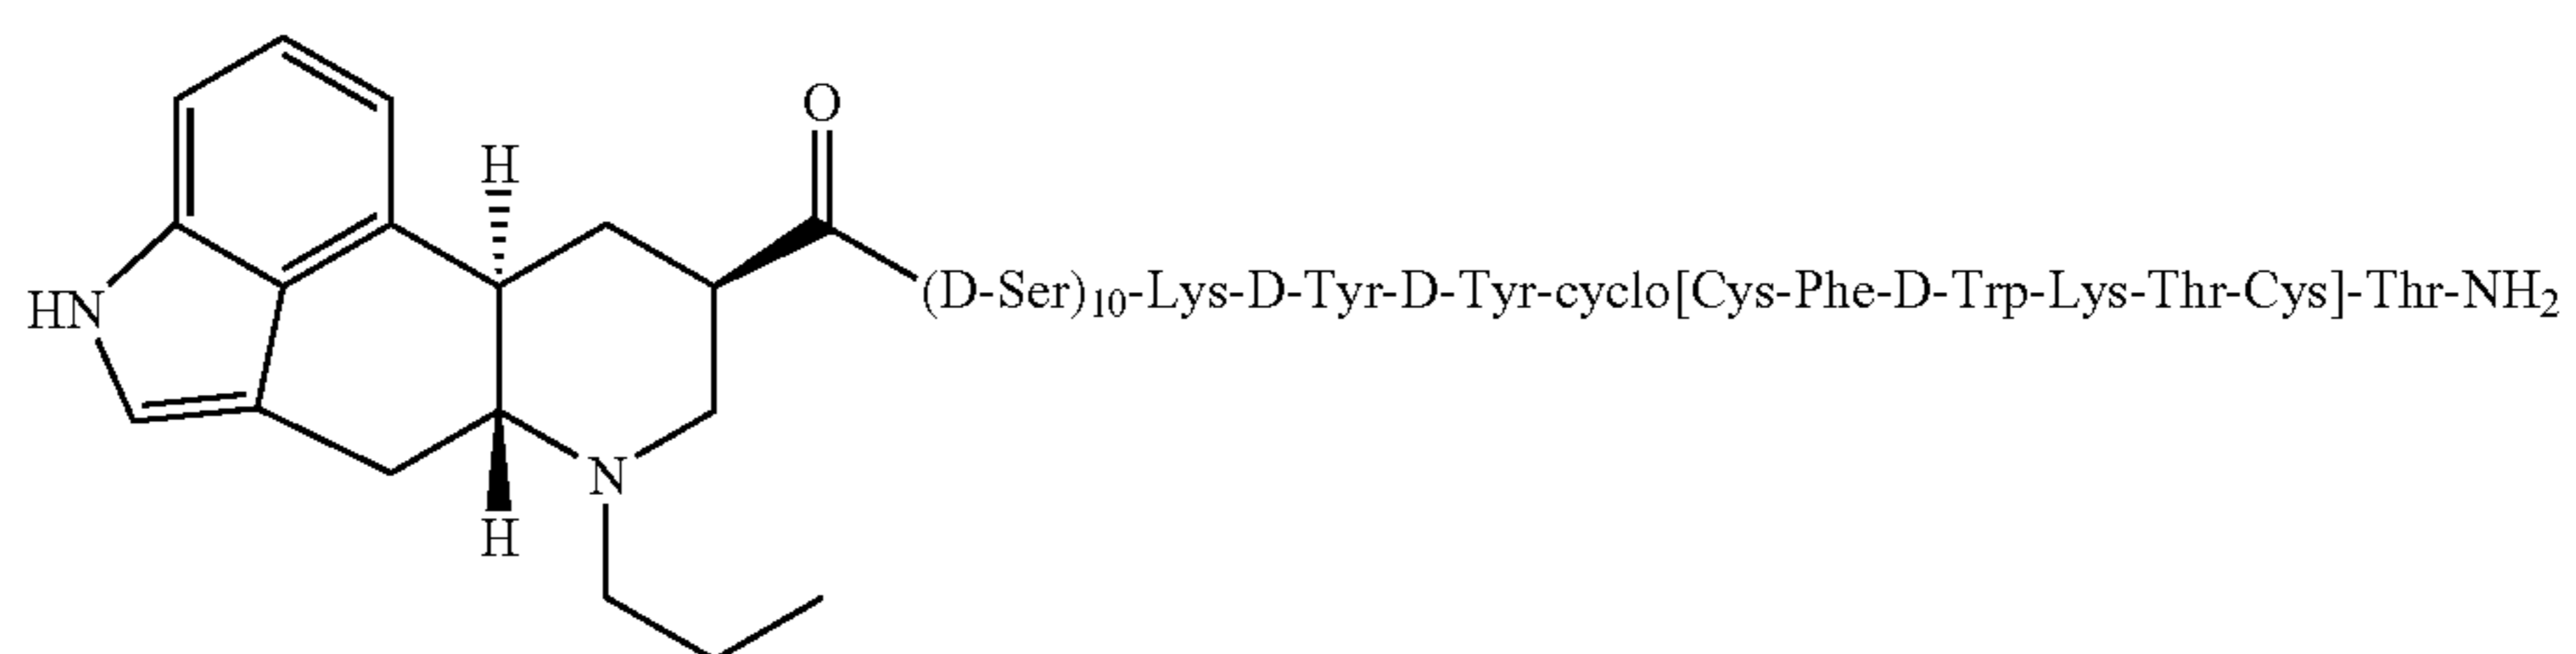 O
H
(D-Ser)10-Lys-D-Tyr-D-Tyr-cyclo[Cys-Phe-D-Trp-Lys-Thr-Cys]-Thr-NH2
HN
N
H